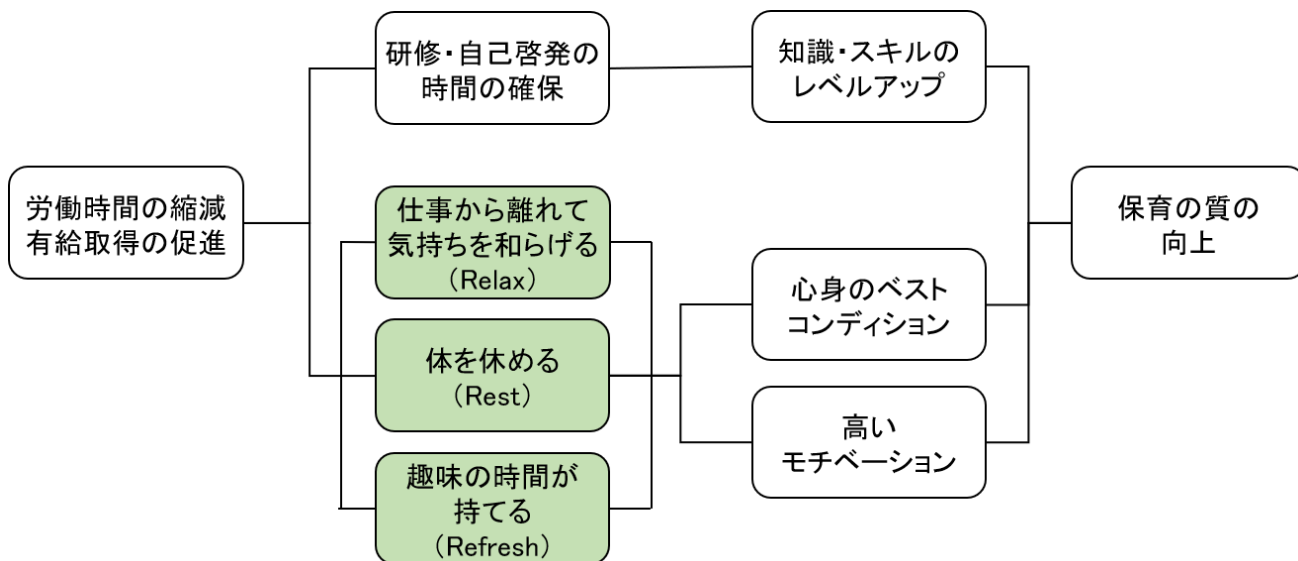 労働時間の縮減
有給取得の促進
研修・自己啓発の
時間の確保
仕事から離れて
気持ちを和らげる
（Relax）
体を休める
（Rest）
趣味の時間が
持てる
（Refresh）
知識・スキルの
レベルアップ
心身のベスト
コンディション
高い
モチベーション
保育の質の
向上